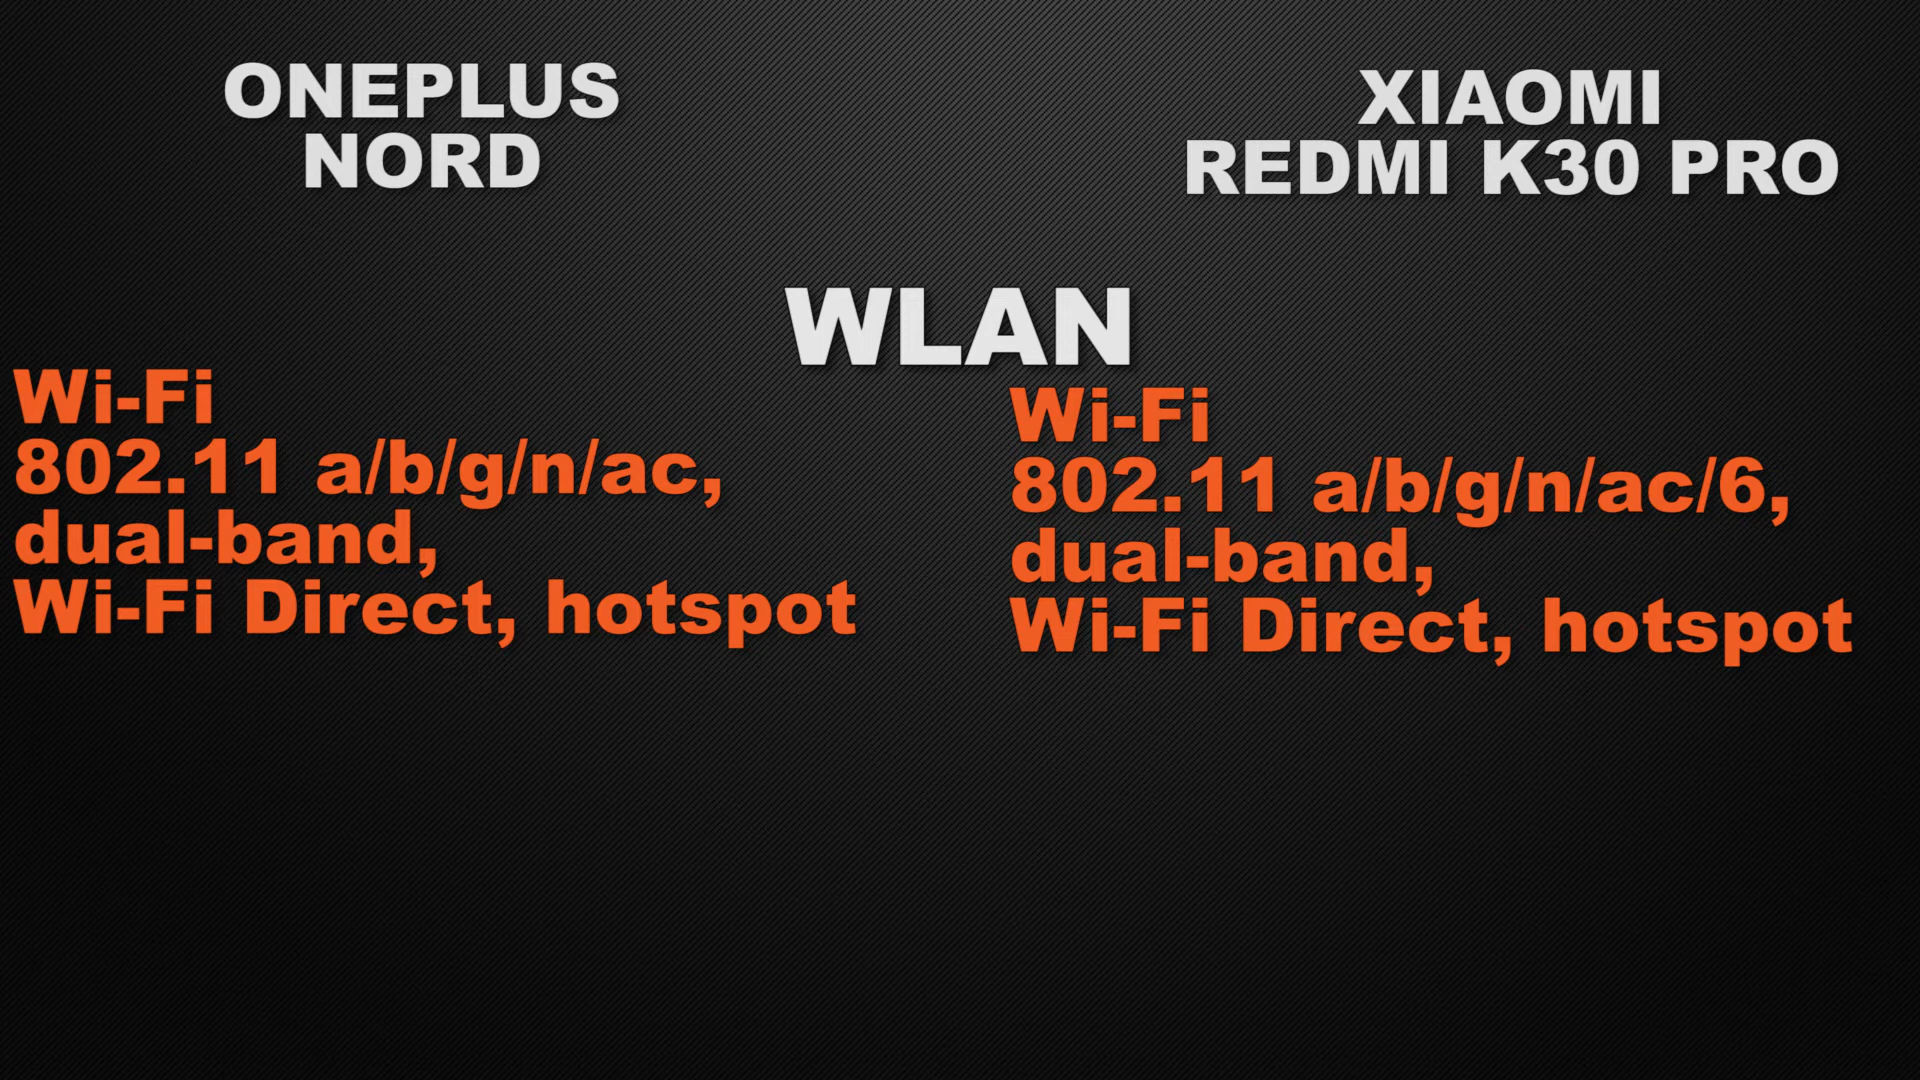 ONEPLUS
NORD
XIAOMI
REDMI K30 PRO
WLAN
Wi-Fi
802.11 a/b/g/n/ac,
dual-band,
Wi-Fi Direct, hotspot
Wi-Fi
802.11 a/b/g/n/ac/6,
dual-band,
Wi-Fi Direct, hotspot